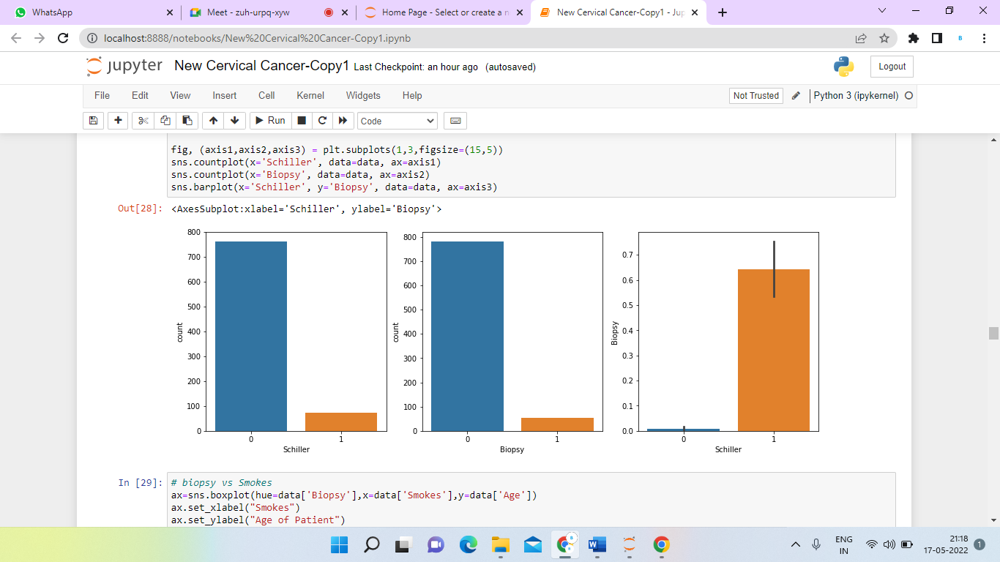 WhatsApp
Meet - zuh-urpq-xyw
Home Page - Select or create a n
New Cervical Cancer-Copy1 - Jup
localhost:8888/notebooks/New%20Cervical%20Cancer-Copy1.ipynb
B
jupyter New Cervical Cancer-Copy1 Last Checkpoint: an hour ago (autosaved)
Logout
File Edit View Insert Cell Kernel Widgets Help
Not Trusted
Python 3 (ipykernel)
Run
Code
fig, (axis1,axis2,axis3) = plt.subplots(1,3,figsize=(15,5))
sns.countplot(x='Schiller', data=data, ax=axis1)
sns.countplot(x='Biopsy', data=data, ax=axis2)
sns.barplot(x='Schiller', y='Biopsy', data=data, ax=axis3)
Out[28]: <AxesSubplot:xlabel='Schiller', ylabel='Biopsy'>
800
700
600
500
400
300
200
100
0
count
0 1
Schiller
800
700
600
500
400
300
200
100
0
count
0 1
Biopsy
0.7
0.6
0.5
0.4
0.3
0.2
0.1
0.0
Biopsy
0 1
Schiller
In [29]: # biopsy vs Smokes
ax=sns.boxplot(hue=data['Biopsy'],x=data['Smokes'],y=data['Age'])
ax.set_xlabel("Smokes")
ax.set_ylabel("Age of Patient")
W
ENG
IN
21:18
17-05-2022
1